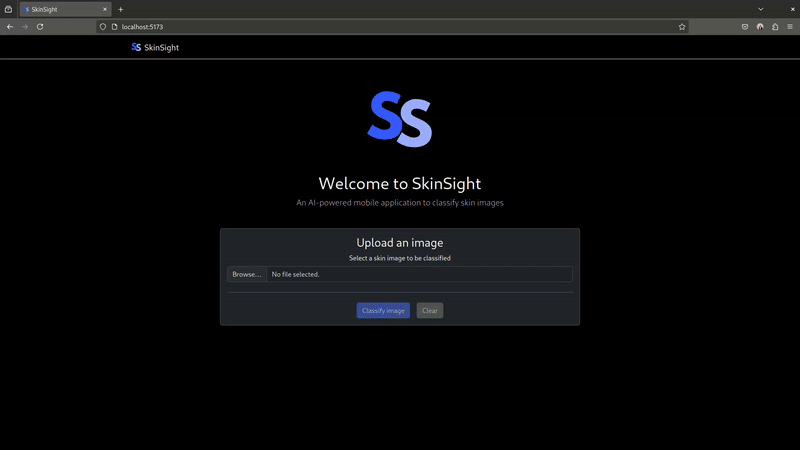 SkinSight
localhost:5173
SS SkinSight
SS
Welcome to SkinSight
An AI-powered mobile application to classify skin images
Upload an image
Select a skin image to be classified
Browse... No file selected.
Classify image Clear